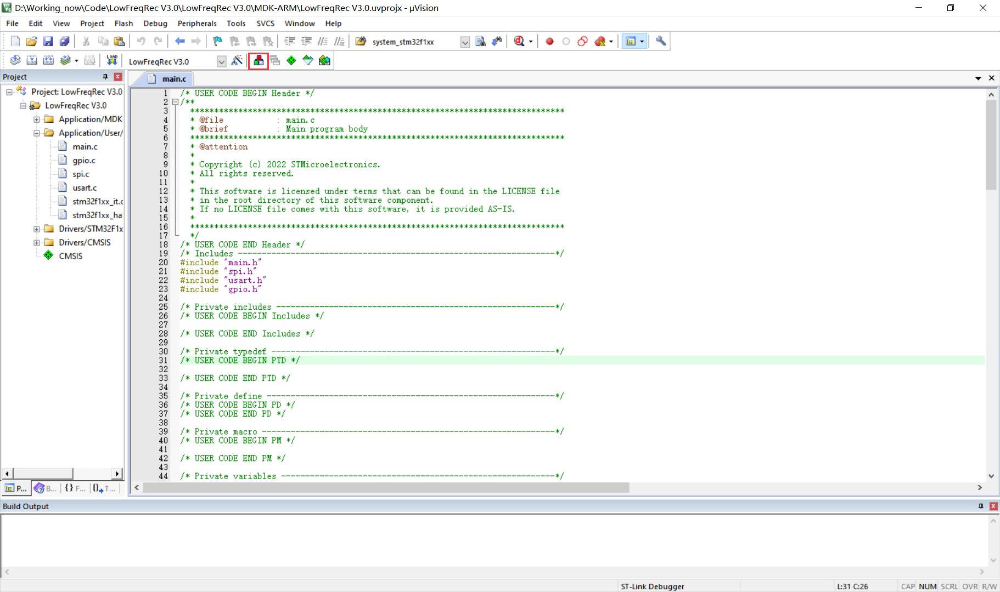 D:\Working_now\Code\LowFreqRec V3.0\LowFreqRec V3.0\MDK-ARM\LowFreqRec V3.0.uvprojx - µVision
File Edit View Project Flash Debug Peripherals Tools SVCS Window Help
system_stm32f1xx
LOAD LowFreqRec V3.0
Project
Project: LowFreqRec V3.0
LowFreqRec V3.0
Application/MDK
Application/User/
main.c
gpio.c
spi.c
usart.c
stm32f1xx_it.c
stm32f1xx_ha
Drivers/STM32F1x
Drivers/CMSIS
CMSIS
P... B... {} F... T...
main.c
1 /* USER CODE BEGIN Header */
2 /**
3 ******************************************************************************
4 * @file : main.c
5 * @brief : Main program body
6 ******************************************************************************
7 * @attention
8 *
9 * Copyright (c) 2022 STMicroelectronics.
10 * All rights reserved.
11 *
12 * This software is licensed under terms that can be found in the LICENSE file
13 * in the root directory of this software component.
14 * If no LICENSE file comes with this software, it is provided AS-IS.
15 *
16 ******************************************************************************
17 */
18 /* USER CODE END Header */
19 /* Includes ------------------------------------------------------------------*/
20 #include "main.h"
21 #include "spi.h"
22 #include "usart.h"
23 #include "gpio.h"
24
25 /* Private includes ----------------------------------------------------------*/
26 /* USER CODE BEGIN Includes */
27
28 /* USER CODE END Includes */
29
30 /* Private typedef -----------------------------------------------------------*/
31 /* USER CODE BEGIN PTD */
32
33 /* USER CODE END PTD */
34
35 /* Private define ------------------------------------------------------------*/
36 /* USER CODE BEGIN PD */
37 /* USER CODE END PD */
38
39 /* Private macro -------------------------------------------------------------*/
40 /* USER CODE BEGIN PM */
41
42 /* USER CODE END PM */
43
44 /* Private variables ---------------------------------------------------------*/
Build Output
ST-Link Debugger L:31 C:26 CAP NUM SCRL OVR R/W